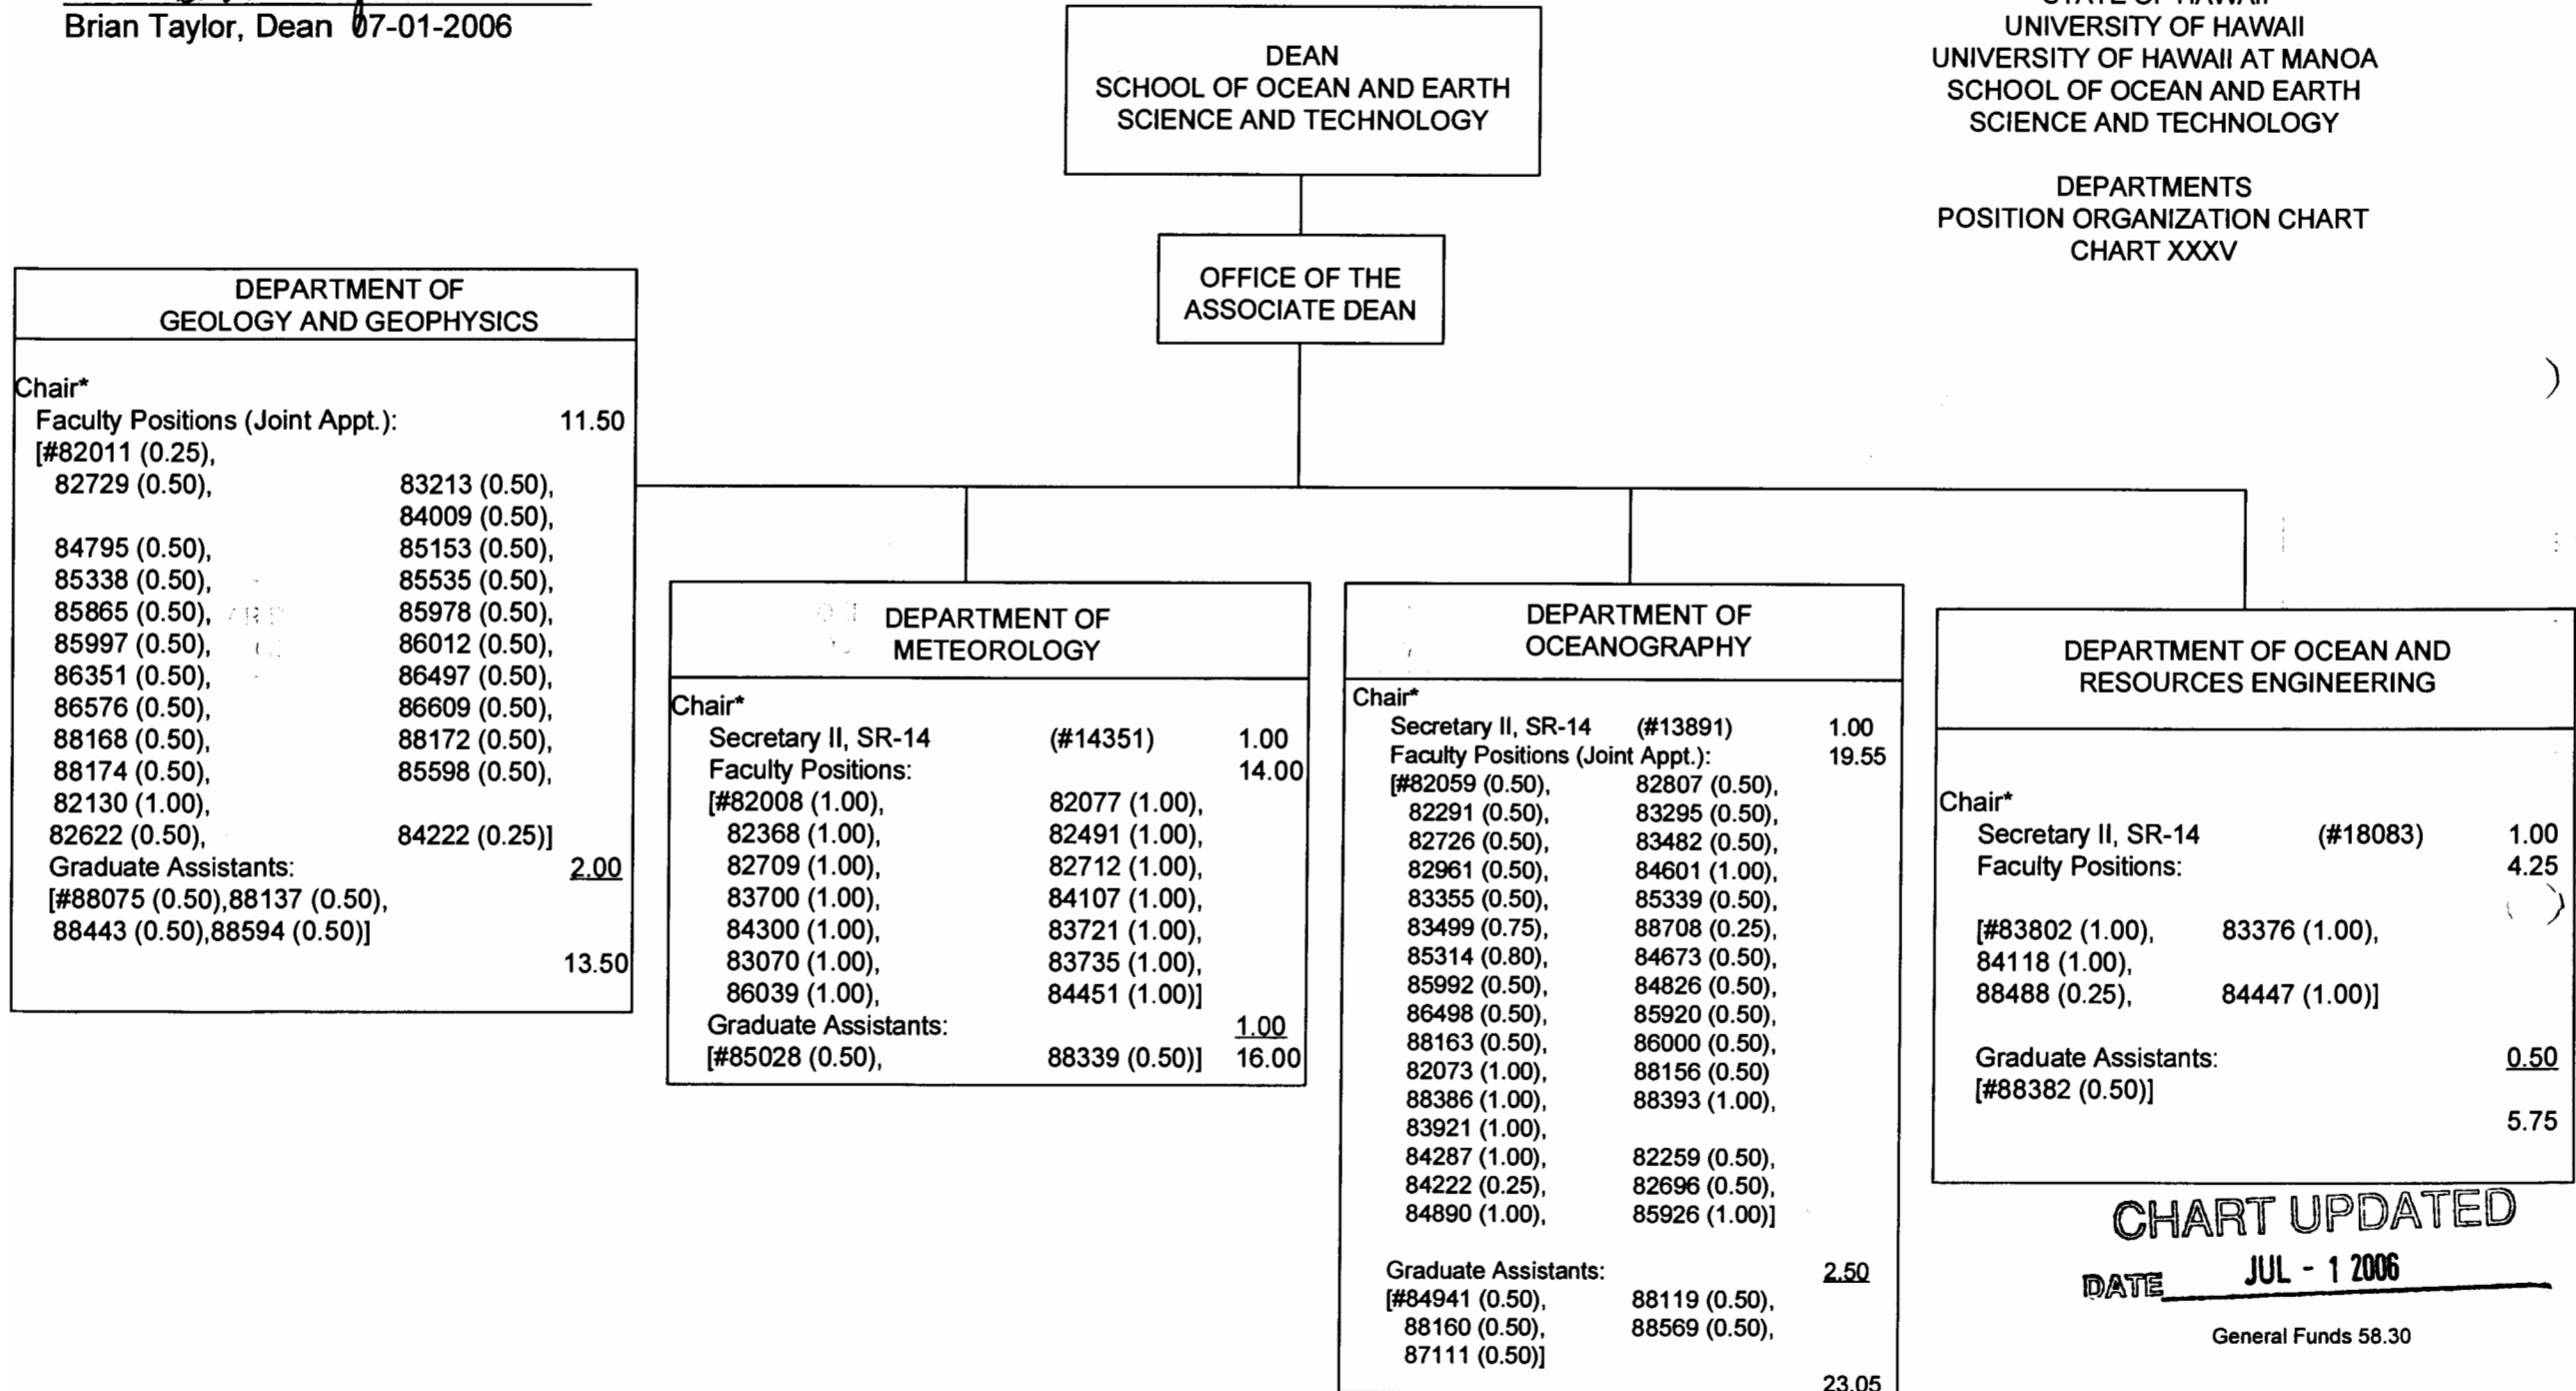 Brian Taylor, Dean 07-01-2006
STATE OF HAWAII
UNIVERSITY OF HAWAII
UNIVERSITY OF HAWAII AT MANOA
SCHOOL OF OCEAN AND EARTH
SCIENCE AND TECHNOLOGY
DEPARTMENTS
POSITION ORGANIZATION CHART
CHART XXXV
DEAN
SCHOOL OF OCEAN AND EARTH
SCIENCE AND TECHNOLOGY
OFFICE OF THE
ASSOCIATE DEAN
DEPARTMENT OF
GEOLOGY AND GEOPHYSICS
Chair*
Faculty Positions (Joint Appt.): 11.50
[#82011 (0.25),
82729 (0.50), 83213 (0.50),
84009 (0.50),
84795 (0.50), 85153 (0.50),
85338 (0.50), 85535 (0.50),
85865 (0.50), 85978 (0.50),
85997 (0.50), 86012 (0.50),
86351 (0.50), 86497 (0.50),
86576 (0.50), 86609 (0.50),
88168 (0.50), 88172 (0.50),
88174 (0.50), 85598 (0.50),
82130 (1.00),
82622 (0.50), 84222 (0.25)]
Graduate Assistants: 2.00
[#88075 (0.50),88137 (0.50),
88443 (0.50),88594 (0.50)]
13.50
DEPARTMENT OF
METEOROLOGY
Chair*
Secretary II, SR-14 (#14351) 1.00
Faculty Positions: 14.00
[#82008 (1.00), 82077 (1.00),
82368 (1.00), 82491 (1.00),
82709 (1.00), 82712 (1.00),
83700 (1.00), 84107 (1.00),
84300 (1.00), 83721 (1.00),
83070 (1.00), 83735 (1.00),
86039 (1.00), 84451 (1.00)]
Graduate Assistants: 1.00
[#85028 (0.50), 88339 (0.50)] 16.00
DEPARTMENT OF
OCEANOGRAPHY
Chair*
Secretary II, SR-14 (#13891) 1.00
Faculty Positions (Joint Appt.): 19.55
[#82059 (0.50), 82807 (0.50),
82291 (0.50), 83295 (0.50),
82726 (0.50), 83482 (0.50),
82961 (0.50), 84601 (1.00),
83355 (0.50), 85339 (0.50),
83499 (0.75), 88708 (0.25),
85314 (0.80), 84673 (0.50),
85992 (0.50), 84826 (0.50),
86498 (0.50), 85920 (0.50),
88163 (0.50), 86000 (0.50),
82073 (1.00), 88156 (0.50)
88386 (1.00), 88393 (1.00),
83921 (1.00),
84287 (1.00), 82259 (0.50),
84222 (0.25), 82696 (0.50),
84890 (1.00), 85926 (1.00)]
Graduate Assistants: 2.50
[#84941 (0.50), 88119 (0.50),
88160 (0.50), 88569 (0.50),
87111 (0.50)]
23.05
DEPARTMENT OF OCEAN AND
RESOURCES ENGINEERING
Chair*
Secretary II, SR-14 (#18083) 1.00
Faculty Positions: 4.25
[#83802 (1.00), 83376 (1.00),
84118 (1.00),
88488 (0.25), 84447 (1.00)]
Graduate Assistants: 0.50
[#88382 (0.50)]
5.75
CHART UPDATED
DATE JUL - 1 2006
General Funds 58.30